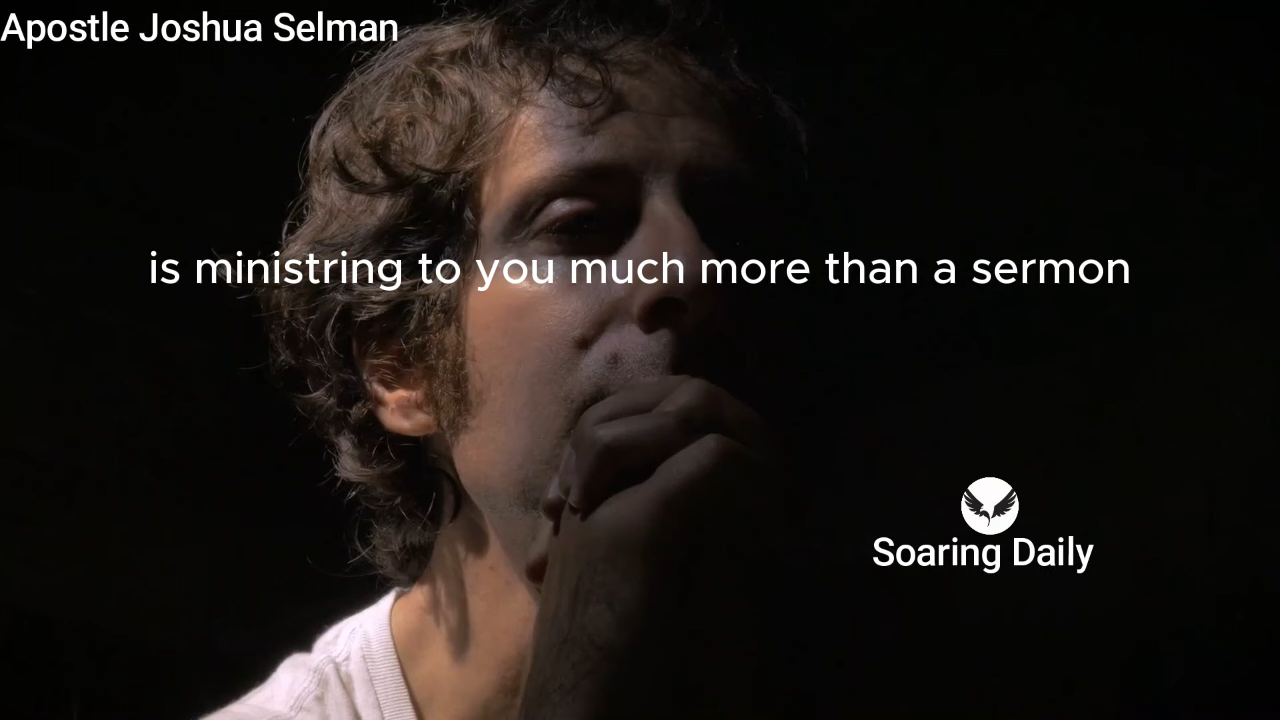 Apostle Joshua Selman
is ministring to you much more than a sermon
Soaring Daily